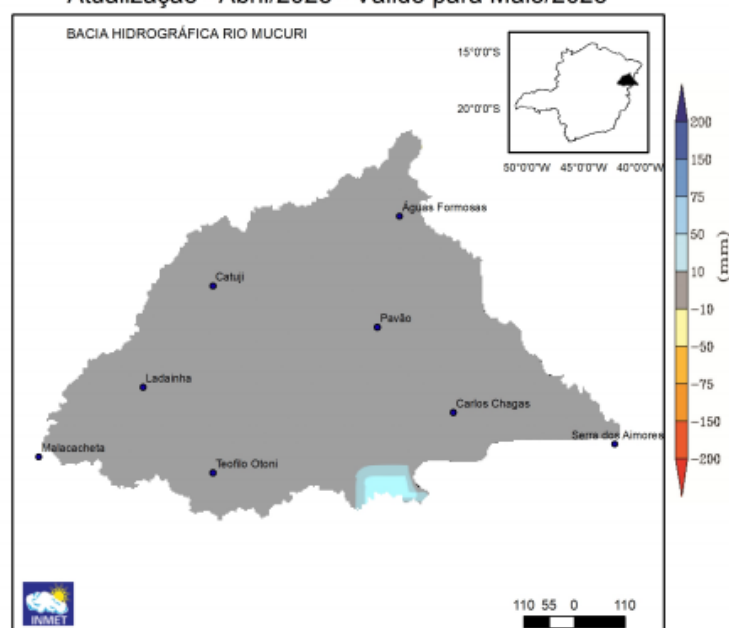 BACIA HIDROGRÁFICA RIO MUCURI
15°0'0"S
20°0'0"S
50°0'0"W 45°0'0"W 40°0'0"W
200
150
75
50
10
-10
-50
-75
-150
-200
(mm)
Águas Formosas
Catuji
Pavão
Ladainha
Carlos Chagas
Serra dos Aimores
Malacacheta
Teofilo Otoni
INMET
110 55 0 110